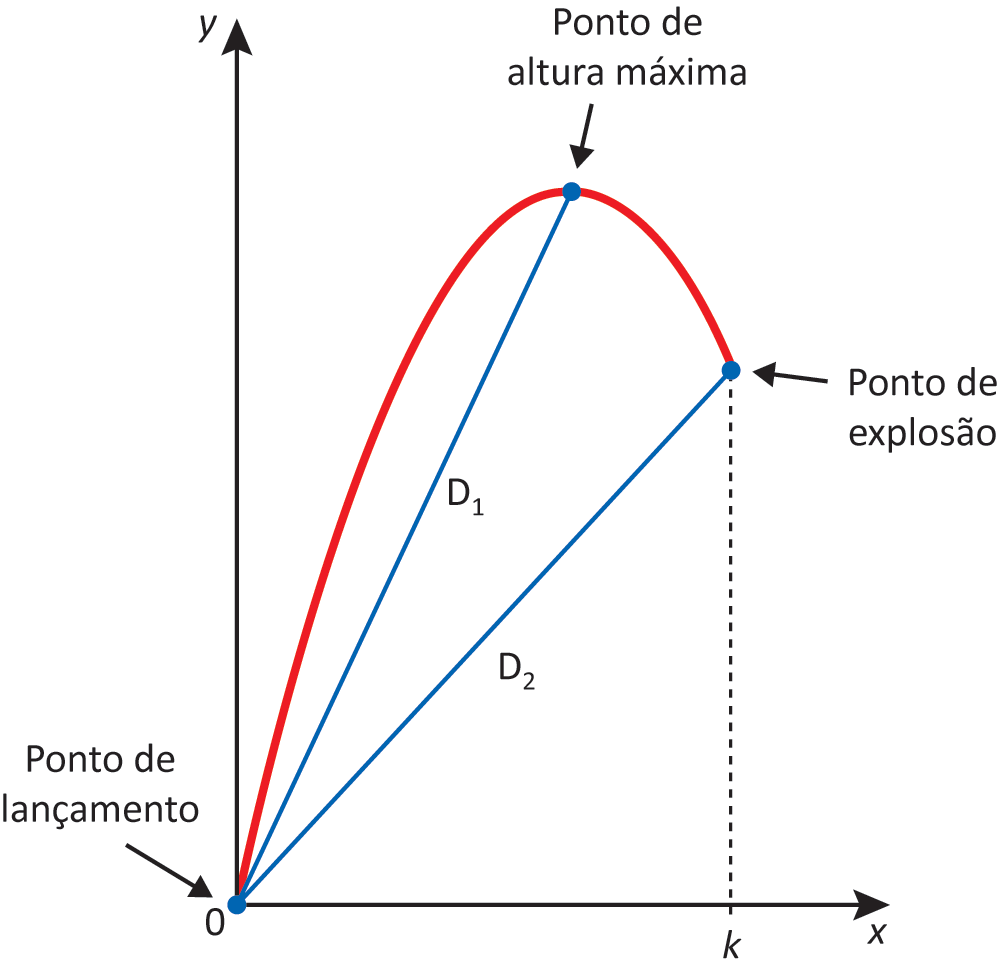 y
Ponto de
altura máxima
Ponto de
explosão
D₁
D₂
Ponto de
lançamento
0
k
x